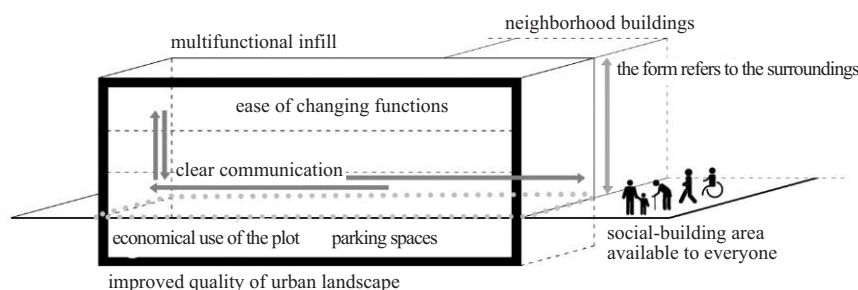 neighborhood buildings
multifunctional infill
the form refers to the surroundings
ease of changing functions
clear communication
economical use of the plot
parking spaces
social-building area
available to everyone
improved quality of urban landscape